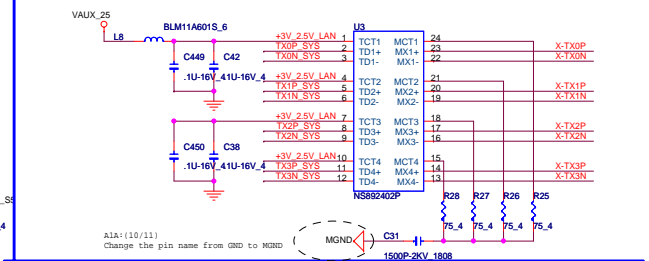 VAUX_25
L8
BLM11A601S_6
C449
C42
.1U-16V_4
.1U-16V_4
C450
C38
.1U-16V_4
.1U-16V_4
U3
+3V_2.5V_LAN 1 TCT1 MCT1 24
TX0P_SYS 2 TD1+ MX1+ 23 X-TX0P
TX0N_SYS 3 TD1- MX1- 22 X-TX0N
+3V_2.5V_LAN 4 TCT2 MCT2 21
TX1P_SYS 5 TD2+ MX2+ 20 X-TX1P
TX1N_SYS 6 TD2- MX2- 19 X-TX1N
+3V_2.5V_LAN 7 TCT3 MCT3 18
TX2P_SYS 8 TD3+ MX3+ 17 X-TX2P
TX2N_SYS 9 TD3- MX3- 16 X-TX2N
+3V_2.5V_LAN 10 TCT4 MCT4 15
TX3P_SYS 11 TD4+ MX4+ 14 X-TX3P
TX3N_SYS 12 TD4- MX4- 13 X-TX3N
NS892402P
R28 R27 R26 R25
75_4 75_4 75_4 75_4
A1A:(10/11)
Change the pin name from GND to MGND
MGND
C31
1500P-2KV_1808